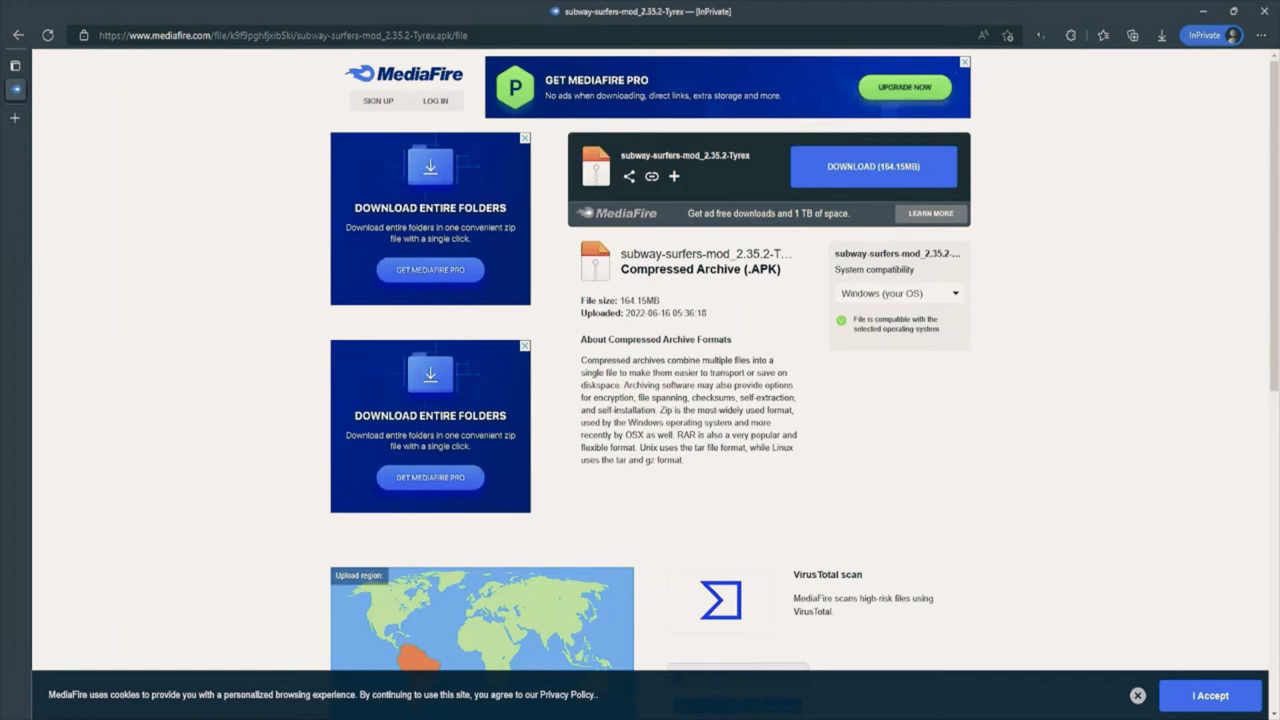 subway-surfers-mod_2.35.2-Tyrex — [InPrivate]
https://www.mediafire.com/file/k9f9pghfjxib5ki/subway-surfers-mod_2.35.2-Tyrex.apk/file
InPrivate
MediaFire
SIGN UP
LOG IN
P
GET MEDIAFIRE PRO
No ads when downloading, direct links, extra storage and more.
UPGRADE NOW
DOWNLOAD ENTIRE FOLDERS
Download entire folders in one convenient zip
file with a single click.
GET MEDIAFIRE PRO
subway-surfers-mod_2.35.2-Tyrex
DOWNLOAD (164.15MB)
MediaFire
Get ad free downloads and 1 TB of space.
LEARN MORE
subway-surfers-mod_2.35.2-T...
Compressed Archive (.APK)
File size: 164.15MB
Uploaded: 2022-06-16 05:36:18
About Compressed Archive Formats
Compressed archives combine multiple files into a
single file to make them easier to transport or save on
diskspace. Archiving software may also provide options
for encryption, file spanning, checksums, self-extraction,
and self-installation. Zip is the most-widely used format,
used by the Windows operating system and more
recently by OSX as well. RAR is also a very popular and
flexible format. Unix uses the tar file format, while Linux
uses the tar and gz format.
subway-surfers-mod_2.35.2-...
System compatibility
Windows (your OS)
File is compatible with the
selected operating system.
DOWNLOAD ENTIRE FOLDERS
Download entire folders in one convenient zip
file with a single click.
GET MEDIAFIRE PRO
Upload region:
VirusTotal scan
MediaFire scans high-risk files using
VirusTotal.
MediaFire uses cookies to provide you with a personalized browsing experience. By continuing to use this site, you agree to our Privacy Policy..
I Accept